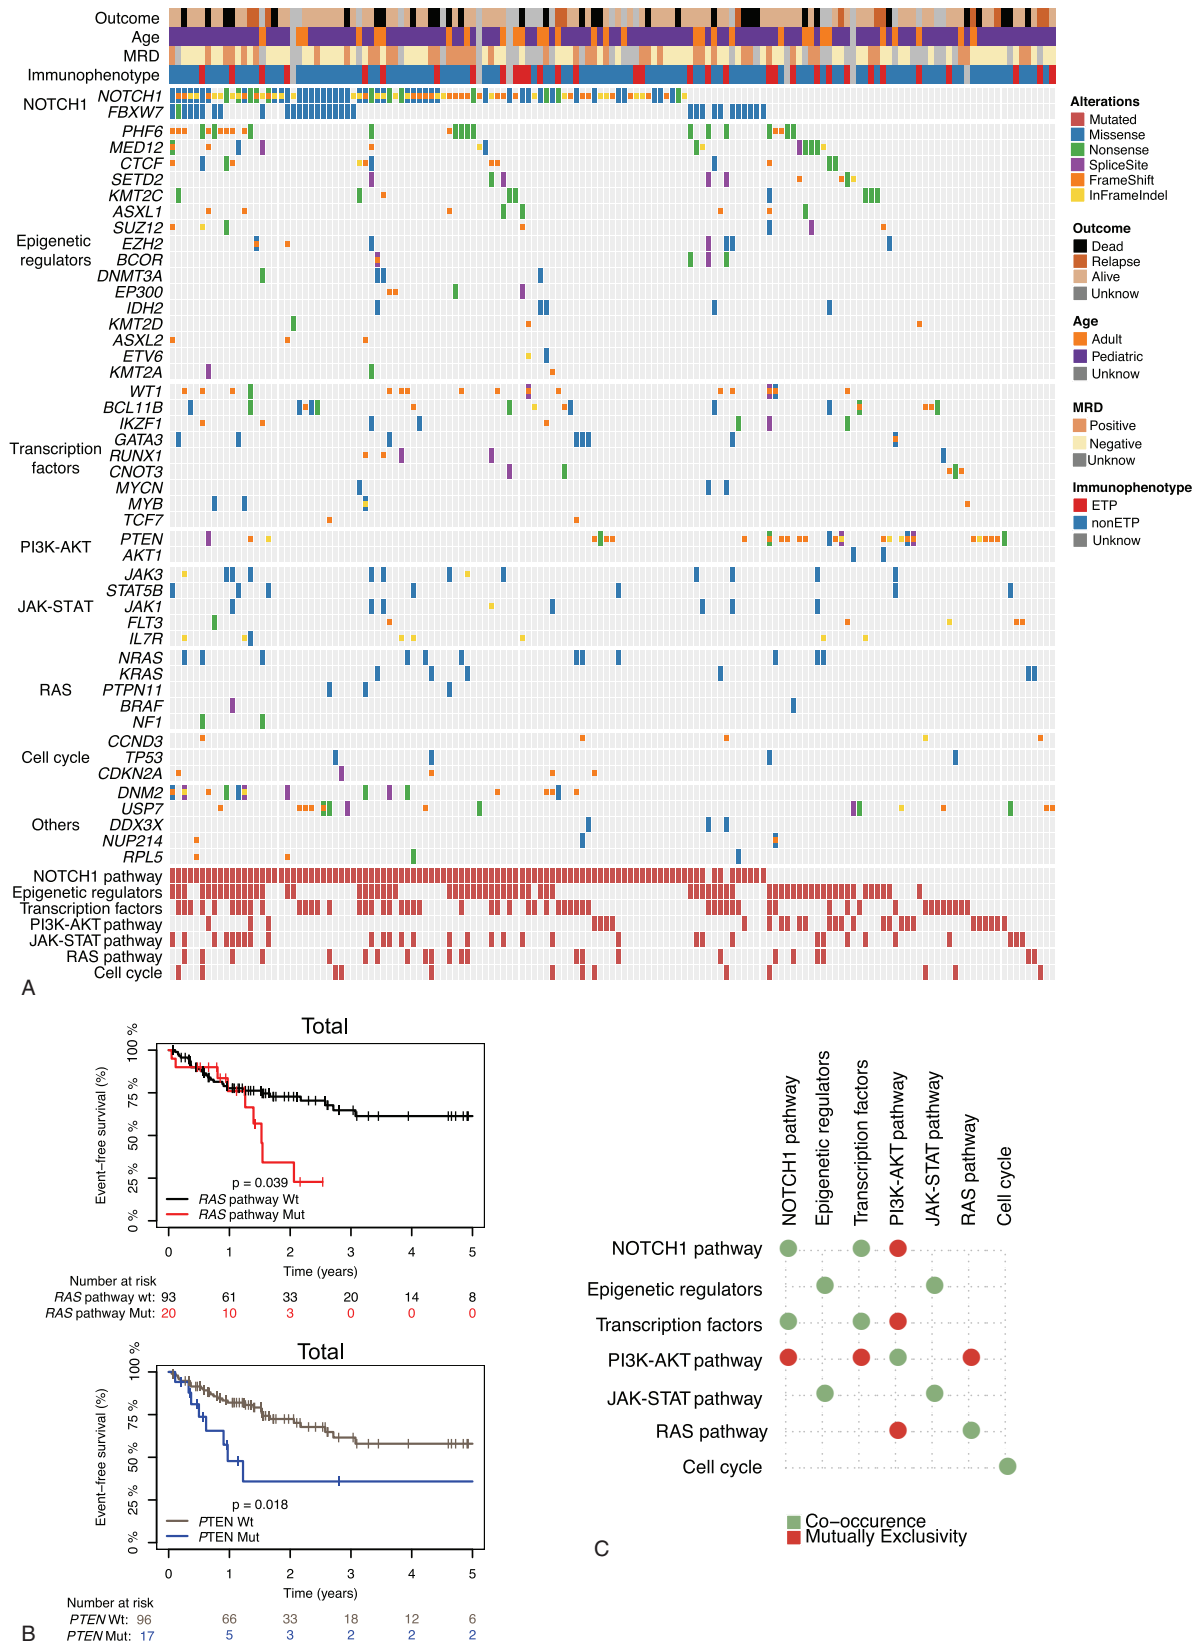 Outcome
Age
MRD
Immunophenotype
NOTCH1
NOTCH1
FBXW7
Epigenetic regulators
PHF6
MED12
CTCF
SETD2
KMT2C
ASXL1
SUZ12
EZH2
BCOR
DNMT3A
EP300
IDH2
KMT2D
ASXL2
ETV6
KMT2A
Transcription factors
WT1
BCL11B
IKZF1
GATA3
RUNX1
CNOT3
MYCN
MYB
TCF7
PI3K-AKT
PTEN
AKT1
JAK-STAT
JAK3
STAT5B
JAK1
FLT3
IL7R
RAS
NRAS
KRAS
PTPN11
BRAF
NF1
Cell cycle
CCND3
TP53
CDKN2A
Others
DNM2
USP7
DDX3X
NUP214
RPL5
NOTCH1 pathway
Epigenetic regulators
Transcription factors
PI3K-AKT pathway
JAK-STAT pathway
RAS pathway
Cell cycle
A
Alterations
Mutated
Missense
Nonsense
SpliceSite
FrameShift
InFrameIndel
Outcome
Dead
Relapse
Alive
Unknow
Age
Adult
Pediatric
Unknow
MRD
Positive
Negative
Unknow
Immunophenotype
ETP
nonETP
Unknow
Total
Event-free survival (%)
100 %
75 %
50 %
25 %
0 %
p = 0.039
RAS pathway Wt
RAS pathway Mut
0 1 2 3 4 5
Time (years)
Number at risk
RAS pathway wt: 93 61 33 20 14 8
RAS pathway Mut: 20 10 3 0 0 0
Total
Event-free survival (%)
100 %
75 %
50 %
25 %
0 %
p = 0.018
PTEN Wt
PTEN Mut
0 1 2 3 4 5
Time (years)
Number at risk
PTEN Wt: 96 66 33 18 12 6
PTEN Mut: 17 5 3 2 2 2
B
NOTCH1 pathway
Epigenetic regulators
Transcription factors
PI3K-AKT pathway
JAK-STAT pathway
RAS pathway
Cell cycle
NOTCH1 pathway
Epigenetic regulators
Transcription factors
PI3K-AKT pathway
JAK-STAT pathway
RAS pathway
Cell cycle
Co-occurence
Mutually Exclusivity
C